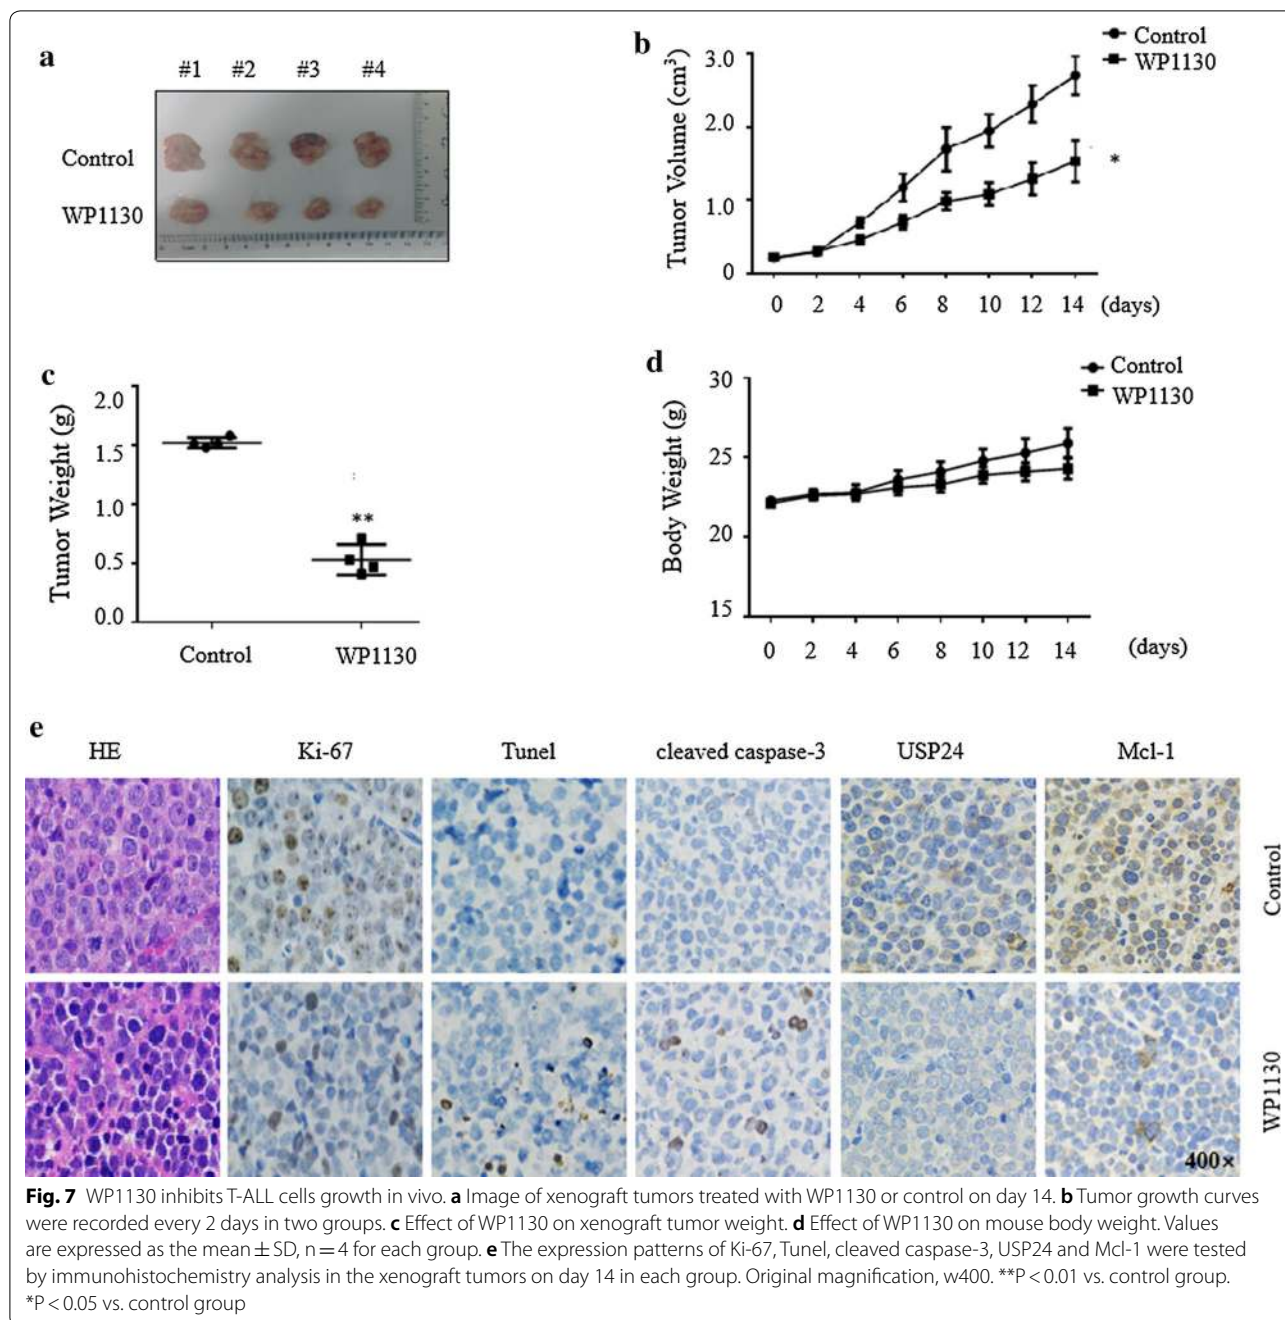 a
#1 #2 #3 #4
Control
WP1130
b
Control
WP1130
Tumor Volume (cm³)
3.0
2.0
1.0
0
0 2 4 6 8 10 12 14 (days)
*
c
Tumor Weight (g)
2.0
1.5
1.0
0.5
0.0
**
Control WP1130
d
Control
WP1130
Body Weight (g)
30
25
20
15
0 2 4 6 8 10 12 14 (days)
e
HE Ki-67 Tunel cleaved caspase-3 USP24 Mcl-1
Control
WP1130
400×
Fig. 7 WP1130 inhibits T-ALL cells growth in vivo. a Image of xenograft tumors treated with WP1130 or control on day 14. b Tumor growth curves
were recorded every 2 days in two groups. c Effect of WP1130 on xenograft tumor weight. d Effect of WP1130 on mouse body weight. Values
are expressed as the mean ± SD, n = 4 for each group. e The expression patterns of Ki-67, Tunel, cleaved caspase-3, USP24 and Mcl-1 were tested
by immunohistochemistry analysis in the xenograft tumors on day 14 in each group. Original magnification, w400. **P < 0.01 vs. control group.
*P < 0.05 vs. control group